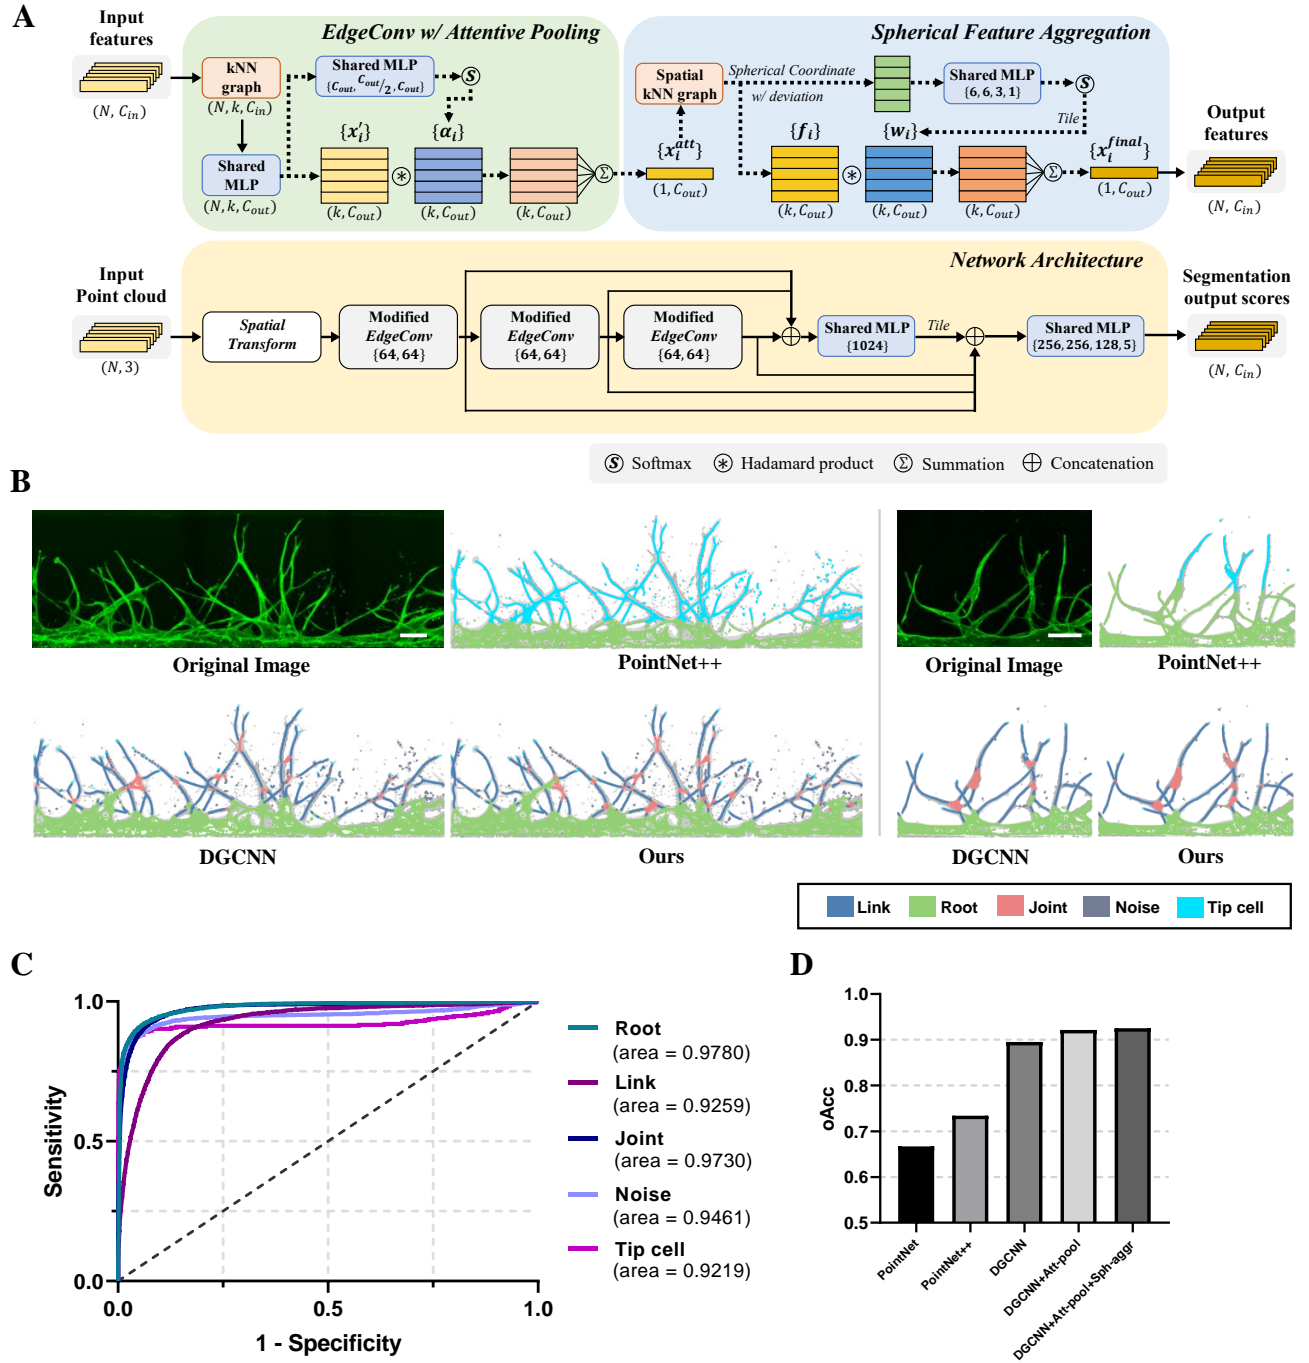 A
Input
features
(N, C_in)
EdgeConv w/ Attentive Pooling
kNN
graph
(N, k, C_in)
Shared
MLP
(N, k, C_out)
Shared MLP
{C_out, C_out/2, C_out}
S
{x'_i}
{α_i}
(k, C_out)
(k, C_out)
(k, C_out)
Σ
Spherical Feature Aggregation
Spatial
kNN graph
{x_i^att}
(1, C_out)
Spherical Coordinate
w/ deviation
Shared MLP
{6, 6, 3, 1}
S
Tile
{f_i}
{w_i}
(k, C_out)
(k, C_out)
(k, C_out)
Σ
{x_i^final}
(1, C_out)
Output
features
(N, C_in)
Network Architecture
Input
Point cloud
(N, 3)
Spatial
Transform
Modified
EdgeConv
{64, 64}
Modified
EdgeConv
{64, 64}
Modified
EdgeConv
{64, 64}
Shared MLP
{1024}
Tile
Shared MLP
{256, 256, 128, 5}
Segmentation
output scores
(N, C_in)
S Softmax
⊛ Hadamard product
Σ Summation
⊕ Concatenation
B
Original Image
PointNet++
Original Image
PointNet++
DGCNN
Ours
DGCNN
Ours
Link
Root
Joint
Noise
Tip cell
C
Sensitivity
1.0
0.5
0.0
0.0
0.5
1.0
1 - Specificity
Root
(area = 0.9780)
Link
(area = 0.9259)
Joint
(area = 0.9730)
Noise
(area = 0.9461)
Tip cell
(area = 0.9219)
D
oAcc
1.0
0.9
0.8
0.7
0.6
0.5
PointNet
PointNet++
DGCNN
DGCNN+Att-pool
DGCNN+Att-pool+Sph-aggr